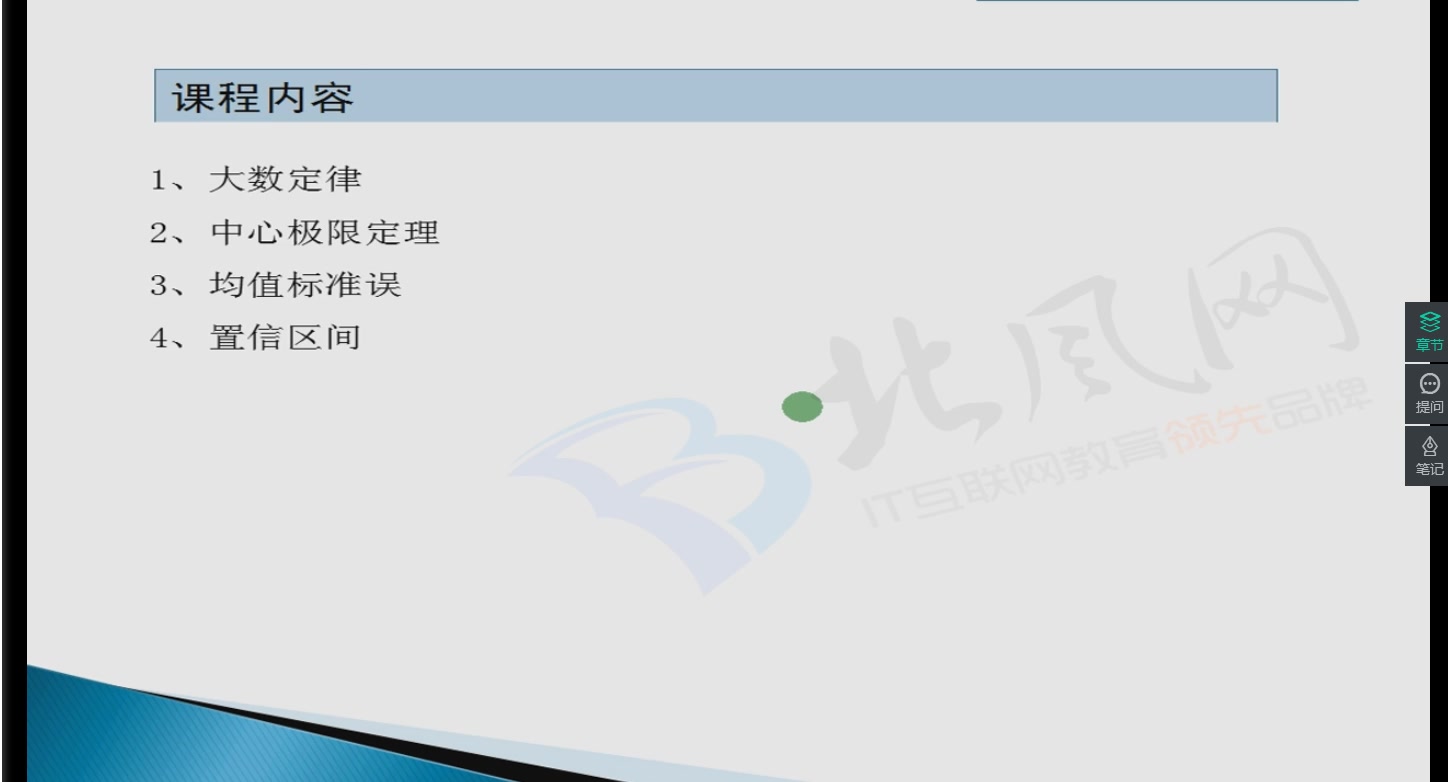 课程内容
1、大数定律
2、中心极限定理
3、均值标准误
4、置信区间
北风网
IT互联网教育领先品牌
章节
提问
笔记